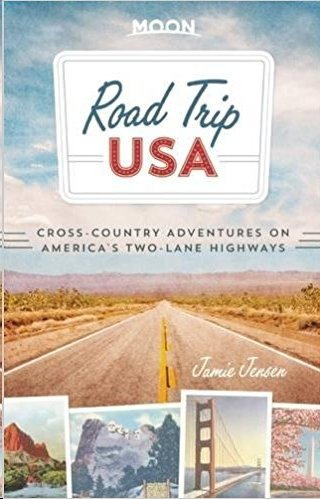 MOON
Road Trip
USA
CROSS-COUNTRY ADVENTURES ON
AMERICA'S TWO-LANE HIGHWAYS
Jamie Jensen